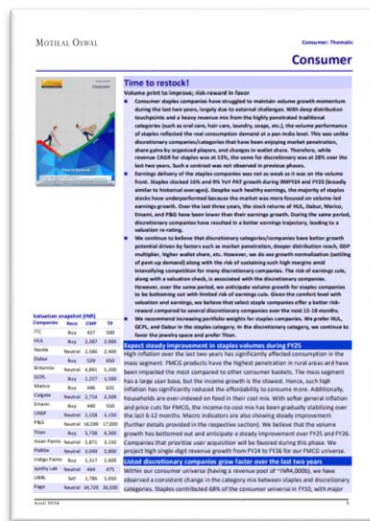 MOTILAL OSWAL
Consumer: Thematic
Consumer
Time to restock!
Volume print to improve; risk-reward in favor
Consumer staples companies have struggled to maintain volume growth momentum
during the last two years, largely due to external challenges. With deep distribution
touchpoints and a heavy revenue mix from the highly penetrated traditional
categories (such as oral care, hair care, laundry, soaps, etc.), the volume performance
of staples reflected the real consumption demand at a pan-India level. This was unlike
discretionary companies/categories that have been enjoying market penetration,
share gains by organized players, and changes in wallet share. Therefore, while
revenue CAGR for staples was at 10%, the same for discretionary was at 28% over the
last two years. Such a contrast was not observed in previous phases.
Earnings delivery of the staples companies was not as weak as it was on the volume
front. Staples clocked 16% and 9% YoY PAT growth during 9MFY24 and FY23 (broadly
similar to historical averages). Despite such healthy earnings, the majority of staples
stocks have underperformed because the market was more focused on volume-led
earnings growth. Over the last three years, the stock returns of HUL, Dabur, Marico,
Emami, and P&G have been lower than their earnings growth. During the same period,
discretionary companies have resulted in a better earnings trajectory, leading to a
valuation re-rating.
We continue to believe that discretionary categories/companies have better growth
potential driven by factors such as market penetration, deeper distribution reach, GDP
multiplier, higher wallet share, etc. However, we do see growth normalization (settling
of pent-up demand) along with the risk of sustaining such high margins amid
intensifying competition for many discretionary companies. The risk of earnings cuts,
along with a valuation check, is associated with the discretionary companies.
However, over the same period, we anticipate volume growth for staples companies
to be bottoming out with limited risk of earnings cuts. Given the comfort level with
valuation and earnings, we believe that select staples companies offer a better risk-
reward compared to several discretionary companies over the next 12-18 months.
We recommend increasing portfolio weights for staples companies. We prefer HUL,
GCPL, and Dabur in the staples category. In the discretionary category, we continue to
favor the jewelry space and prefer Titan.
Valuation snapshot (INR)
Companies Reco CMP TP
ITC Buy
HUL Buy
Nestle Neutral
Dabur Buy
Britannia Neutral
GCPL Buy
Marico Buy
Colgate Neutral
Emami Buy
UNSP Neutral
P&G Neutral
Titan Buy
Asian Paints Neutral
Pidilite Neutral
Indigo Paints Buy
Jyothy Lab Neutral
UBBL Sell
Page Neutral
Expect steady improvement in staples volumes during FY25
High inflation over the last two years has significantly affected consumption in the
mass segment. FMCG products have the highest penetration in rural areas and have
been impacted the most compared to other consumer baskets. The mass segment
has a large user base, but the income growth is the slowest. Hence, such high
inflation has significantly reduced the affordability to consume more. Additionally,
households are over-indexed on food in their cost mix. With softer general inflation
and price cuts for FMCG, the income-to-cost mix has been gradually stabilizing over
the last 6-12 months. Macro indicators are also showing steady improvement
(further details provided in the respective section). We believe that the volume
growth has bottomed out and anticipate a steady improvement over FY25 and FY26.
Companies that prioritize user acquisition will be favored during this phase. We
project high single-digit revenue growth from FY24 to FY26 for our FMCG universe.
Listed discretionary companies grow faster over the last two years
Within our consumer universe (having a revenue pool of ~INR4,000b), we have
observed a consistent change in the category mix between staples and discretionary
categories. Staples contributed 68% of the consumer universe in FY10, with major
April 2024